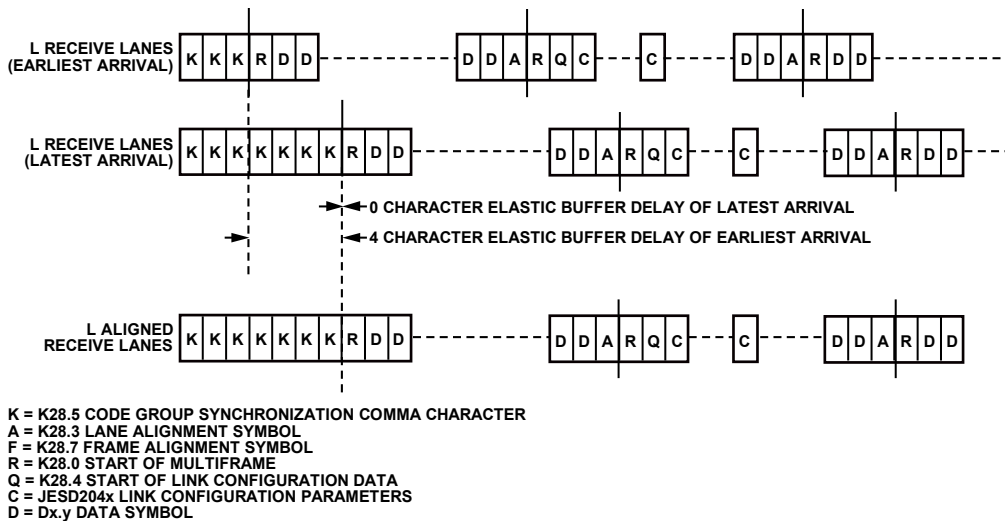 L RECEIVE LANES
(EARLIEST ARRIVAL)
K K K R D D
D D A R Q C
C
D D A R D D
L RECEIVE LANES
(LATEST ARRIVAL)
K K K K K K K R D D
D D A R Q C
C
D D A R D D
0 CHARACTER ELASTIC BUFFER DELAY OF LATEST ARRIVAL
4 CHARACTER ELASTIC BUFFER DELAY OF EARLIEST ARRIVAL
L ALIGNED
RECEIVE LANES
K K K K K K K R D D
D D A R Q C
C
D D A R D D
K = K28.5 CODE GROUP SYNCHRONIZATION COMMA CHARACTER
A = K28.3 LANE ALIGNMENT SYMBOL
F = K28.7 FRAME ALIGNMENT SYMBOL
R = K28.0 START OF MULTIFRAME
Q = K28.4 START OF LINK CONFIGURATION DATA
C = JESD204x LINK CONFIGURATION PARAMETERS
D = Dx.y DATA SYMBOL